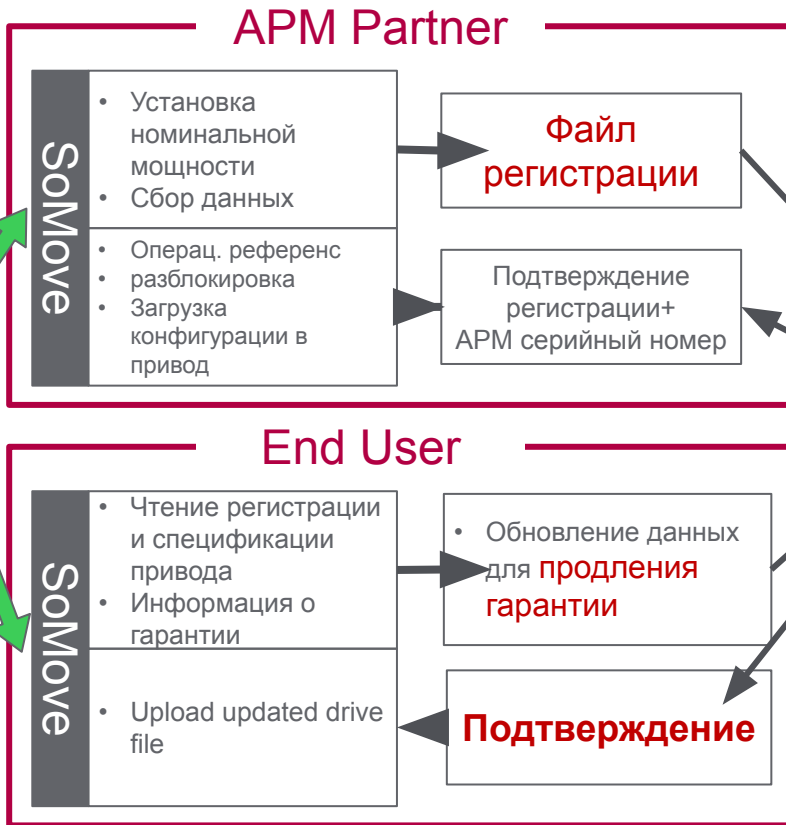 APM Partner
SoMove
• Установка
номинальной
мощности
• Сбор данных
Файл
регистрации
• Операц. референс
• разблокировка
• Загрузка
конфигурации в
привод
Подтверждение
регистрации+
АРМ серийный номер
End User
SoMove
• Чтение регистрации
и спецификации
привода
• Информация о
гарантии
• Обновление данных
для продления
гарантии
• Upload updated drive
file
Подтверждение